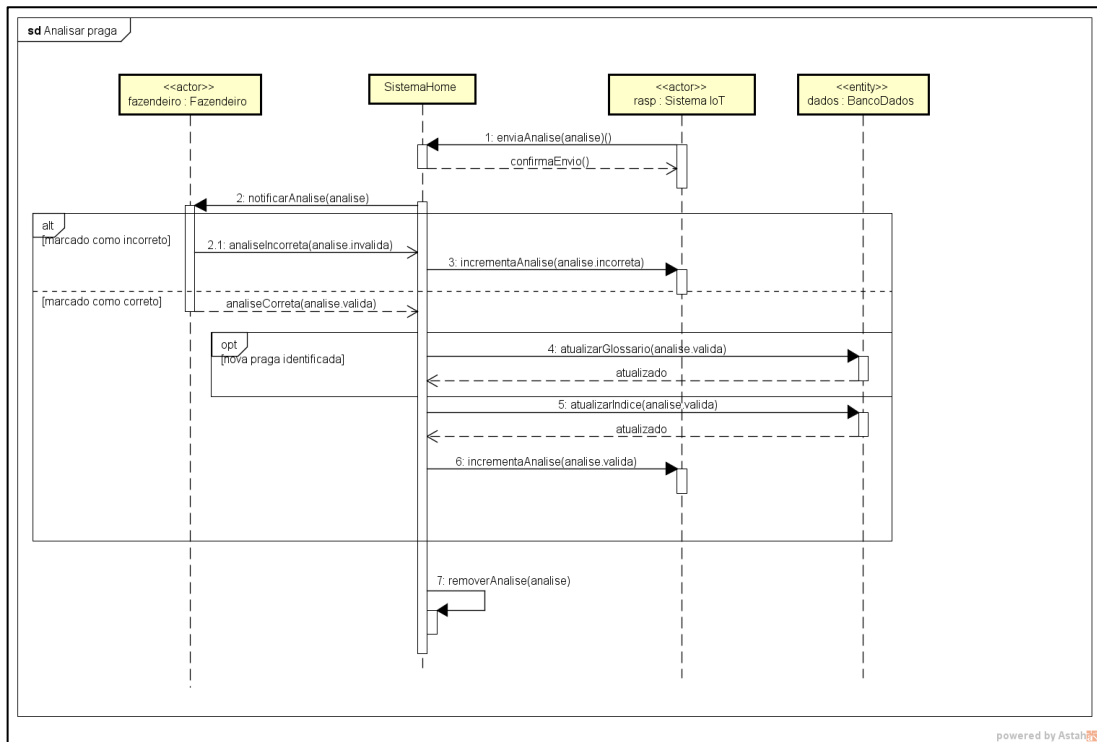 sd Analisar praga
<<actor>>
fazendeiro : Fazendeiro
SistemaHome
<<actor>>
rasp : Sistema IoT
<<entity>>
dados : BancoDados
1: enviaAnalise(analise)()
confirmaEnvio()
2: notificarAnalise(analise)
alt
[marcado como incorreto]
2.1: analiseIncorreta(analise.invalida)
3: incrementaAnalise(analise.incorreta)
[marcado como correto]
analiseCorreta(analise.valida)
opt
[nova praga identificada]
4: atualizarGlossario(analise.valida)
atualizado
5: atualizarIndice(analise.valida)
atualizado
6: incrementaAnalise(analise.valida)
7: removerAnalise(analise)
powered by Astah